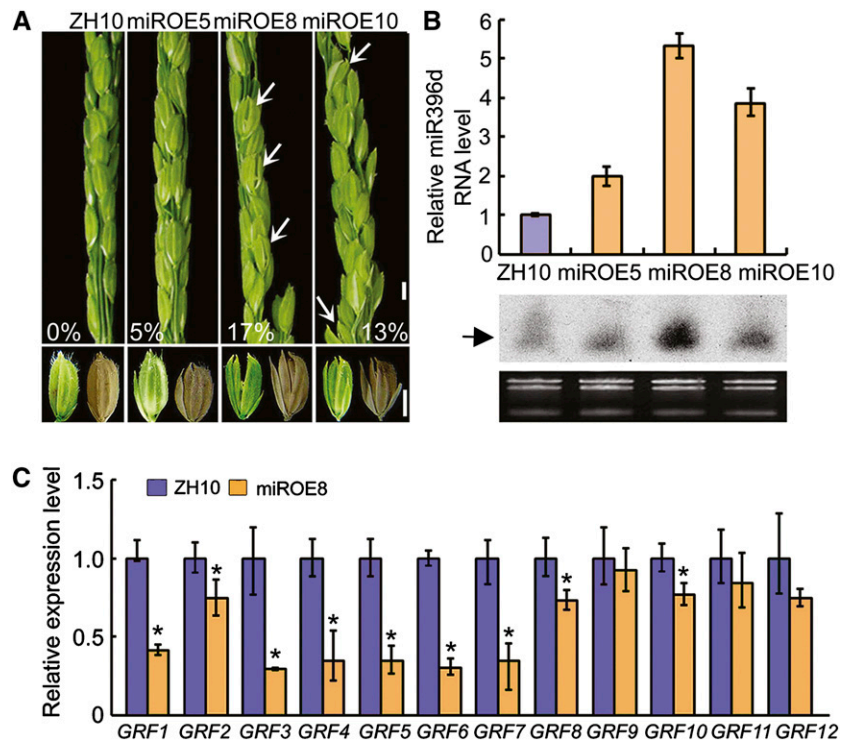 A
ZH10 miROE5 miROE8 miROE10
0% 5% 17% 13%
B
Relative miR396d
RNA level
6
5
4
3
2
1
0
ZH10 miROE5 miROE8 miROE10
C
Relative expression level
1.5
1.0
0.5
0
ZH10 miROE8
* * * * * * * * *
GRF1 GRF2 GRF3 GRF4 GRF5 GRF6 GRF7 GRF8 GRF9 GRF10 GRF11 GRF12